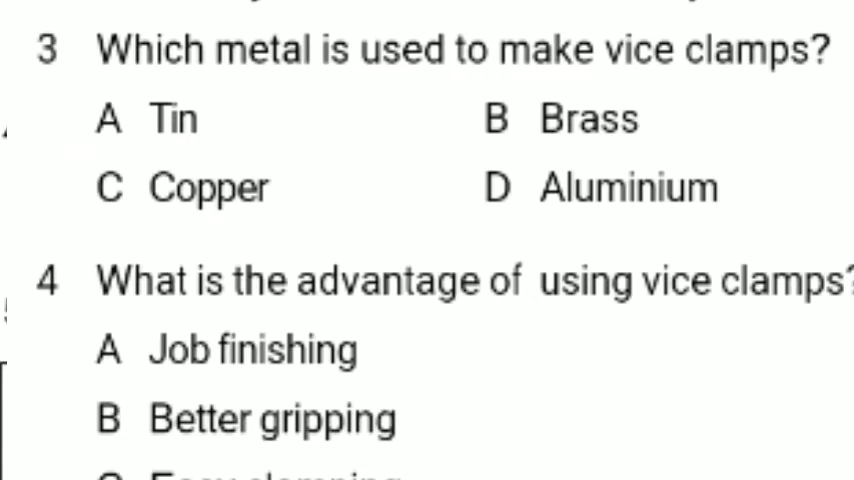 3 Which metal is used to make vice clamps?
A Tin B Brass
C Copper D Aluminium
4 What is the advantage of using vice clamps?
A Job finishing
B Better gripping